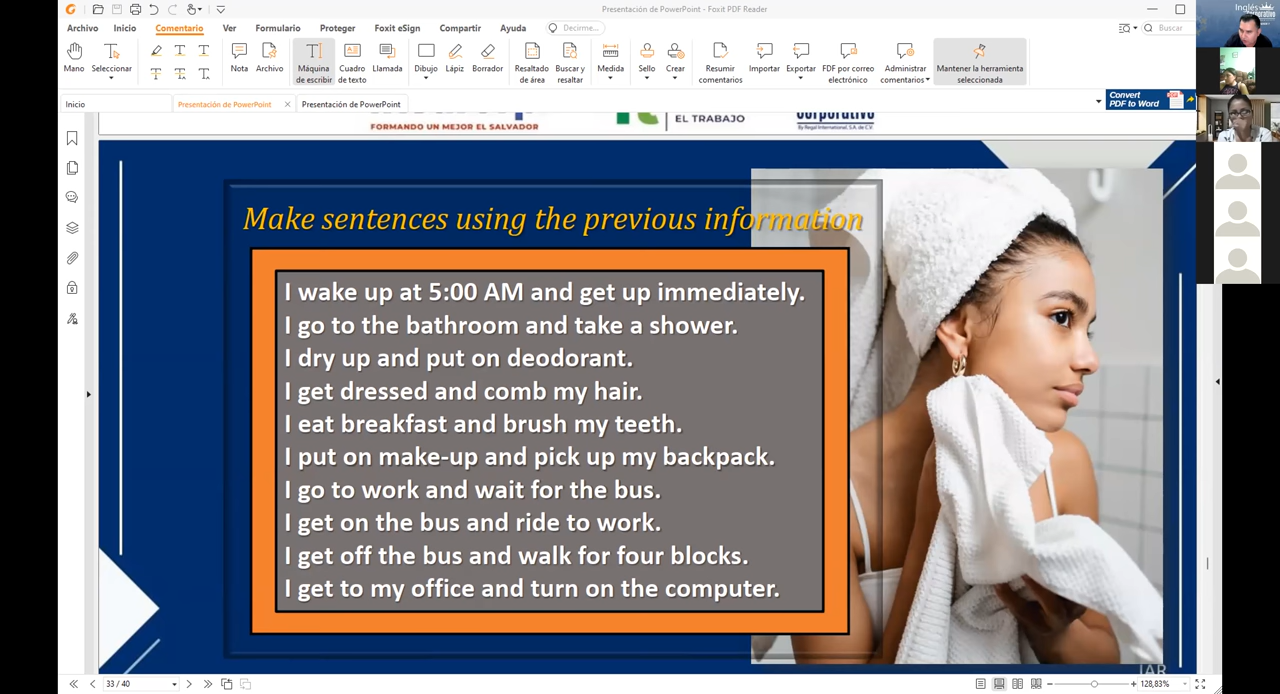 Presentación de PowerPoint - Foxit PDF Reader
Archivo Inicio Comentario Ver Formulario Proteger Foxit eSign Compartir Ayuda Decirme... Buscar
Mano Seleccionar Nota Archivo Máquina de escribir Cuadro de texto Llamada Dibujo Lápiz Borrador Resaltado de área Buscar y resaltar Medida Sello Crear Resumir comentarios Importar Exportar PDF por correo electrónico Administrar comentarios Mantener la herramienta seleccionada
Inicio Presentación de PowerPoint Presentación de PowerPoint
Convert
PDF to Word
Inglés
Corporativo
FORMANDO UN MEJOR EL SALVADOR
EL TRABAJO
Corporativo
By Regal International, S.A. de C.V.
Make sentences using the previous information
I wake up at 5:00 AM and get up immediately.
I go to the bathroom and take a shower.
I dry up and put on deodorant.
I get dressed and comb my hair.
I eat breakfast and brush my teeth.
I put on make-up and pick up my backpack.
I go to work and wait for the bus.
I get on the bus and ride to work.
I get off the bus and walk for four blocks.
I get to my office and turn on the computer.
IAR
33 / 40
128,83%